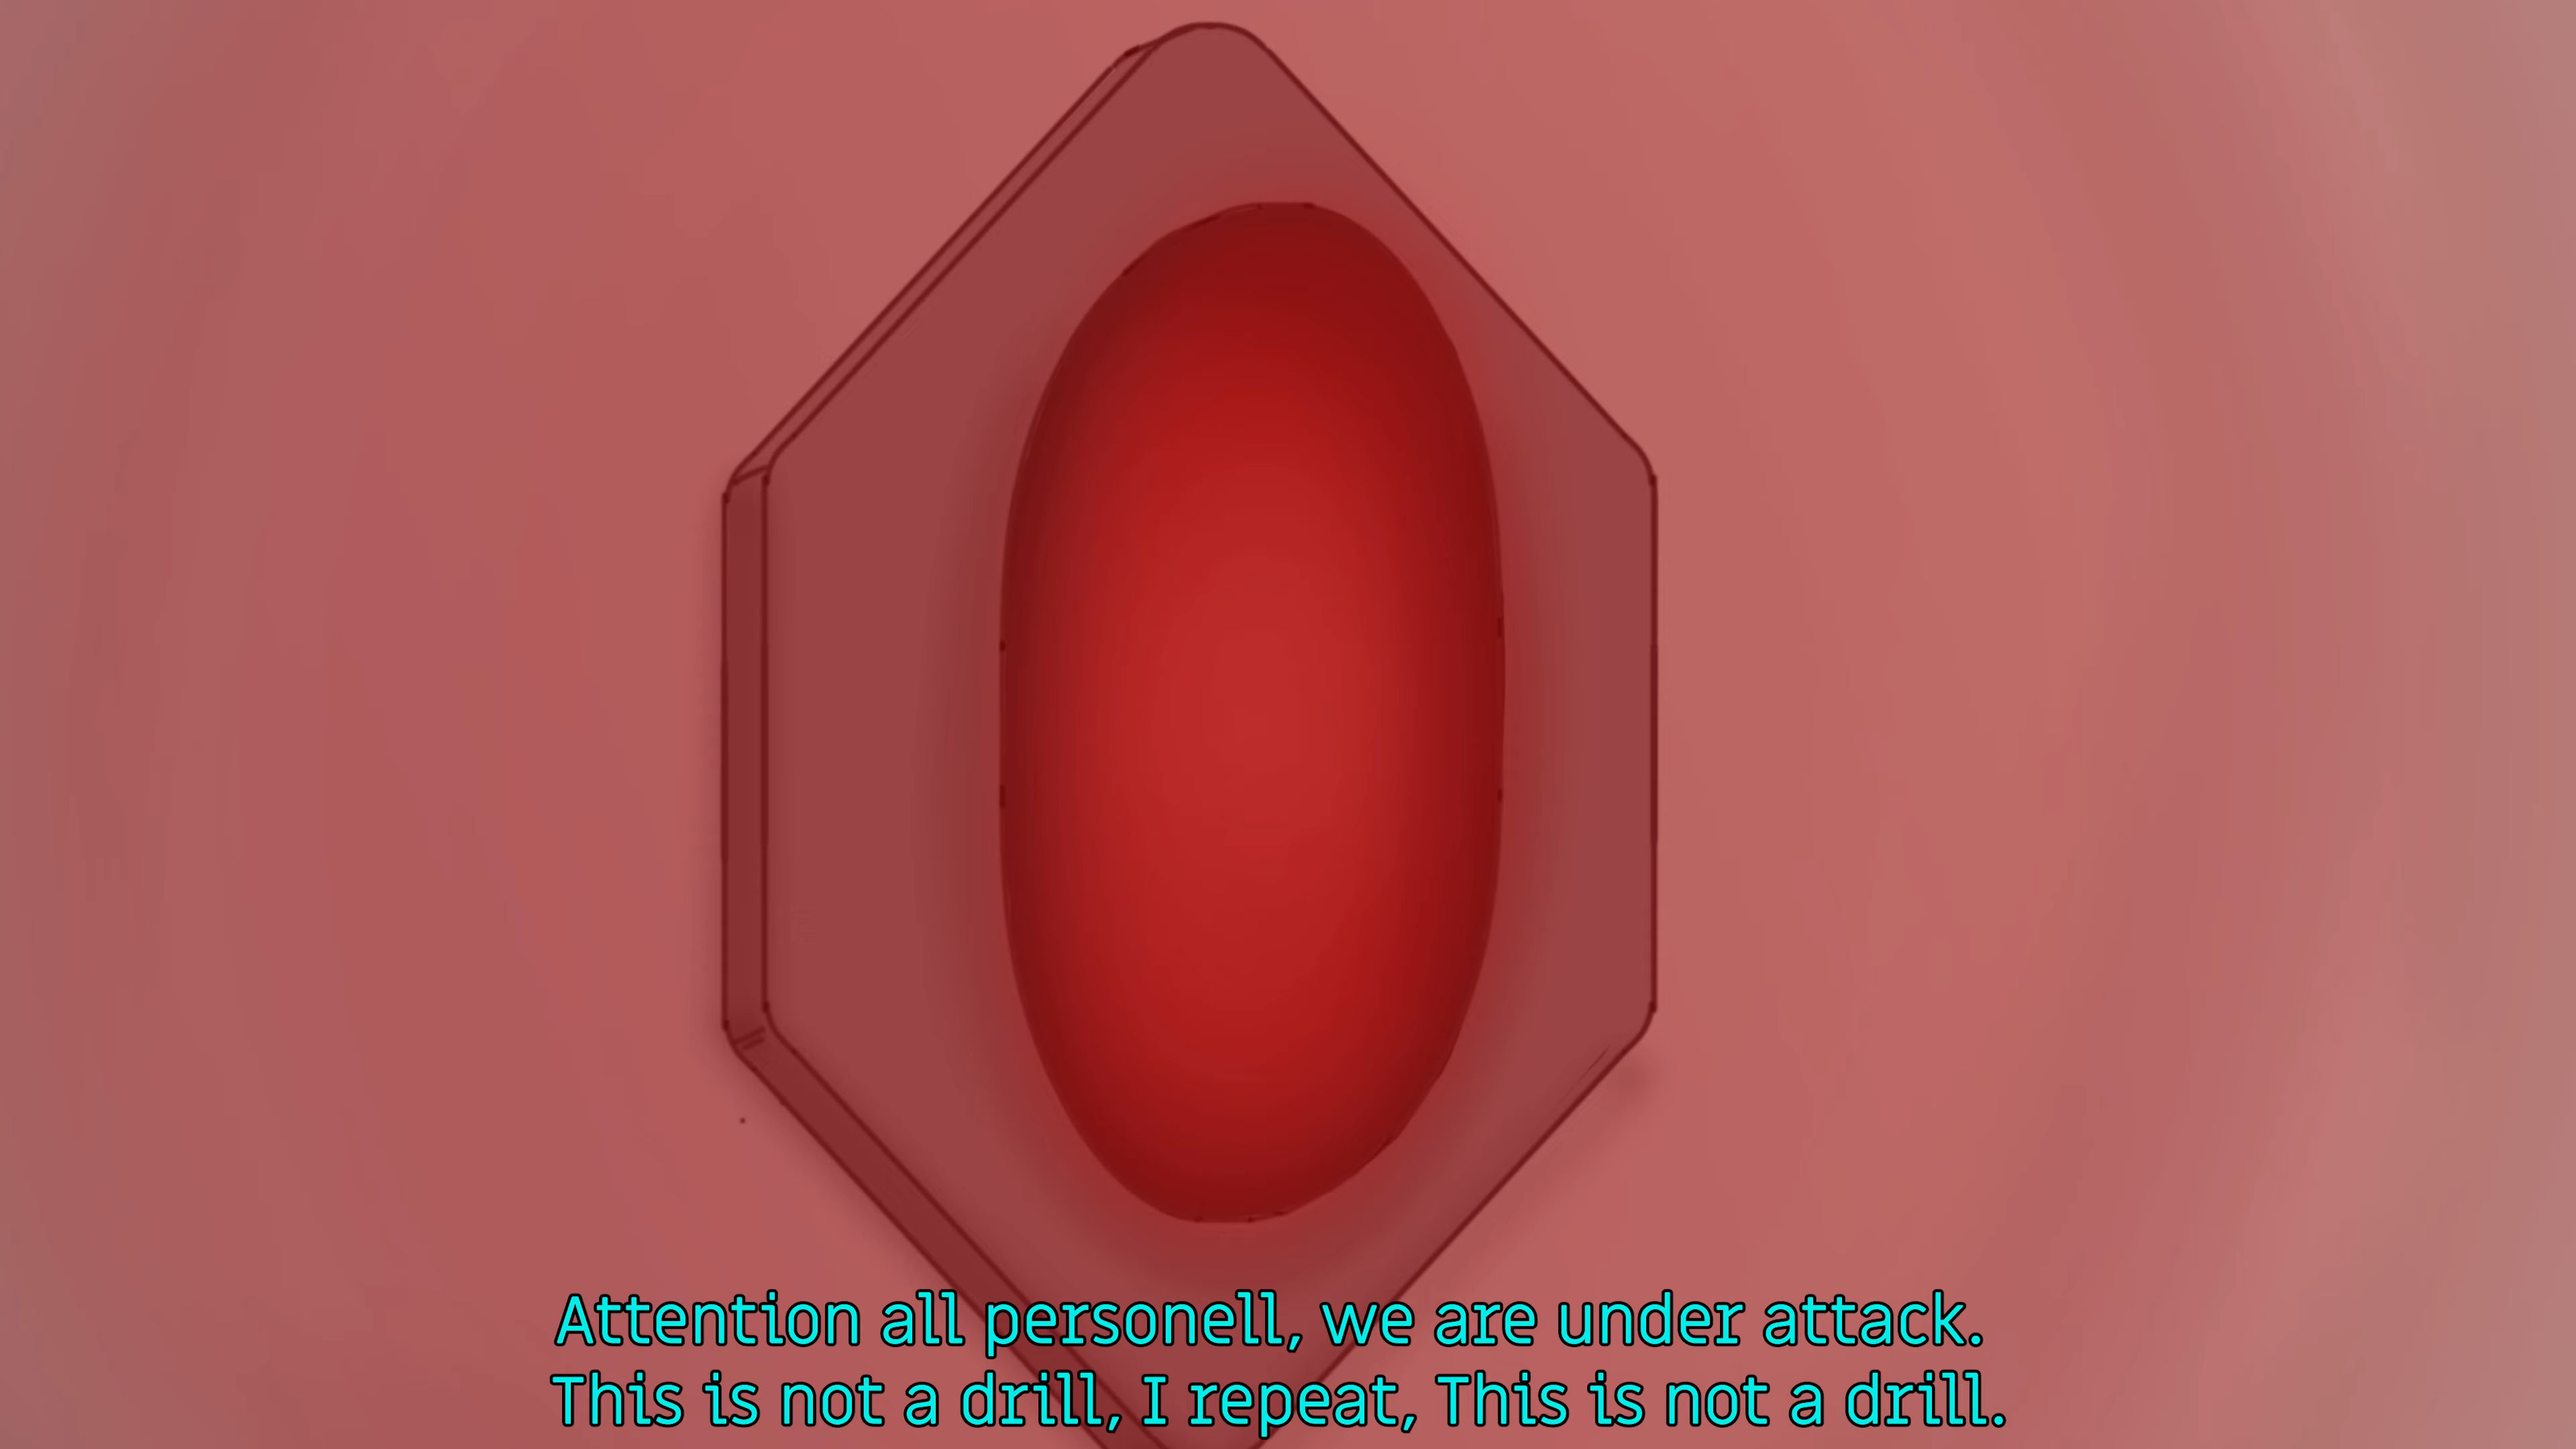 Attention all personell, we are under attack.
This is not a drill, I repeat, This is not a drill.